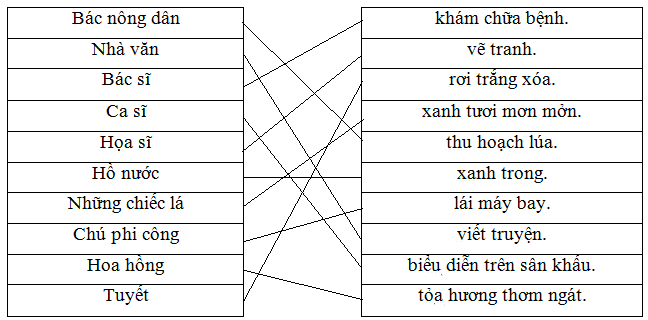 Bác nông dân khám chữa bệnh.
Nhà văn vẽ tranh.
Bác sĩ rơi trắng xóa.
Ca sĩ xanh tươi mơn mởn.
Họa sĩ thu hoạch lúa.
Hồ nước xanh trong.
Những chiếc lá lái máy bay.
Chú phi công viết truyện.
Hoa hồng biểu diễn trên sân khấu.
Tuyết tỏa hương thơm ngát.